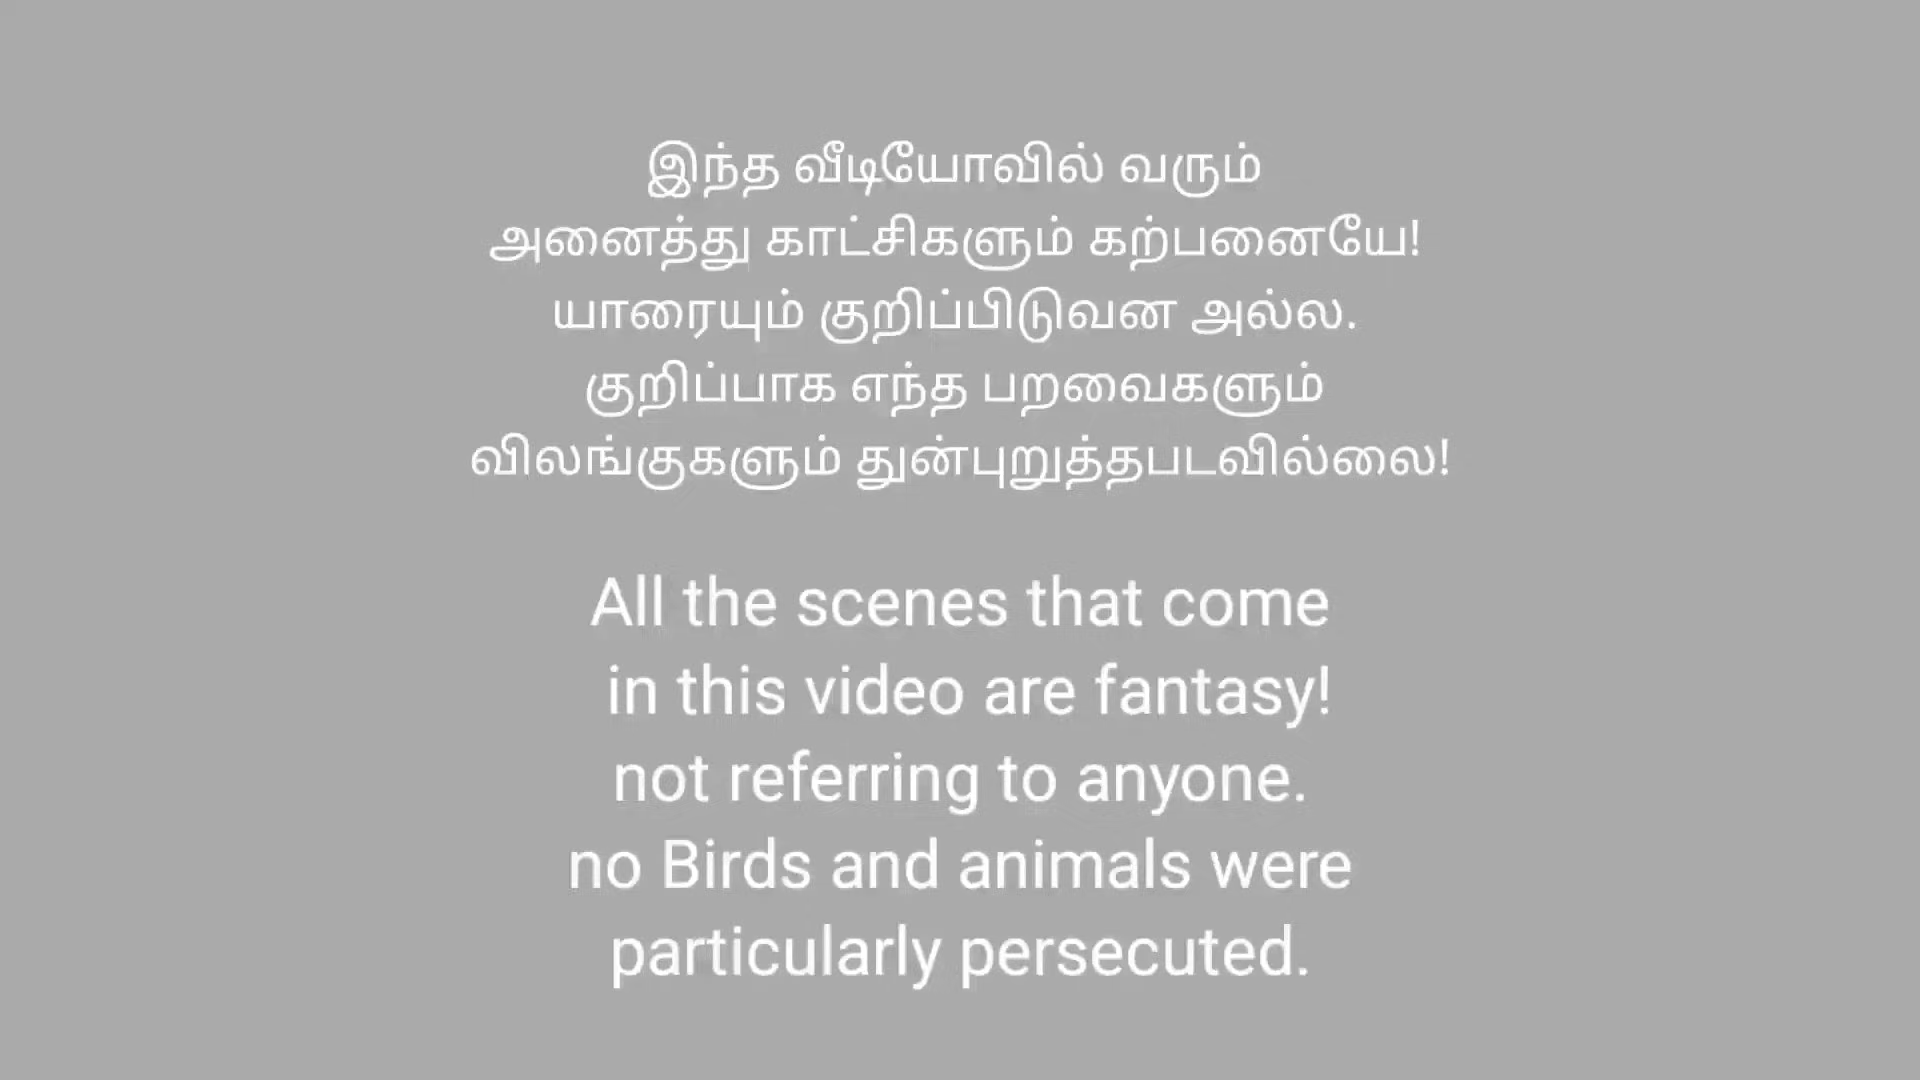 இந்த வீடியோவில் வரும்
அனைத்து காட்சிகளும் கற்பனையே!
யாரையும் குறிப்பிடுவன அல்ல.
குறிப்பாக எந்த பறவைகளும்
விலங்குகளும் துன்புறுத்தபடவில்லை!
All the scenes that come
in this video are fantasy!
not referring to anyone.
no Birds and animals were
particularly persecuted.